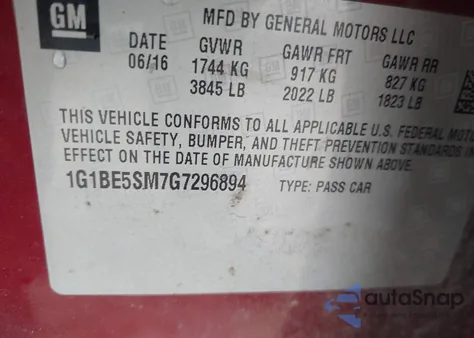 GM
MFD BY GENERAL MOTORS LLC
DATE GVWR GAWR FRT GAWR RR
06/16 1744 KG 917 KG 827 KG
3845 LB 2022 LB 1823 LB
THIS VEHICLE CONFORMS TO ALL APPLICABLE U.S. FEDERAL MOTO
VEHICLE SAFETY, BUMPER, AND THEFT PREVENTION STANDARDS IN
EFFECT ON THE DATE OF MANUFACTURE SHOWN ABOVE.
1G1BE5SM7G7296894 TYPE: PASS CAR
autaSnap